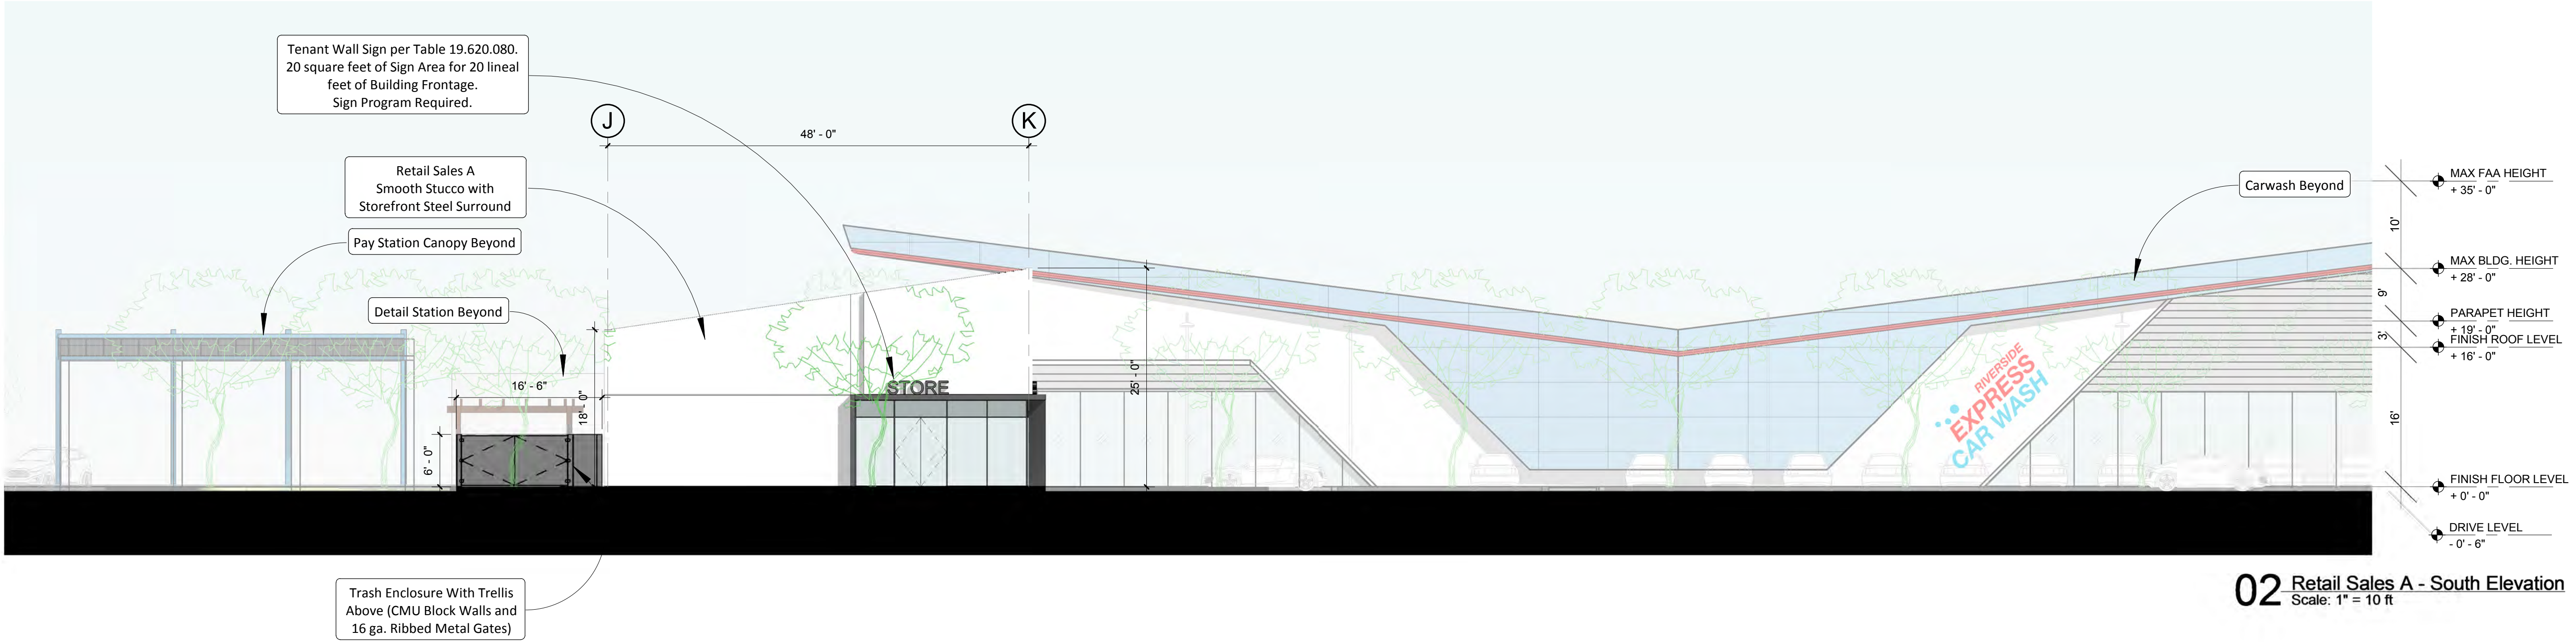 Tenant Wall Sign per Table 19.620.080.
20 square feet of Sign Area for 20 lineal
feet of Building Frontage.
Sign Program Required.
J
K
48' - 0"
Retail Sales A
Smooth Stucco with
Storefront Steel Surround
Pay Station Canopy Beyond
Detail Station Beyond
Carwash Beyond
16' - 6"
18' - 0"
6' - 0"
25' - 0"
STORE
RIVERSIDE
EXPRESS
CAR WASH
MAX FAA HEIGHT
+ 35' - 0"
10'
MAX BLDG. HEIGHT
+ 28' - 0"
9'
PARAPET HEIGHT
+ 19' - 0"
3'
FINISH ROOF LEVEL
+ 16' - 0"
16'
FINISH FLOOR LEVEL
+ 0' - 0"
DRIVE LEVEL
- 0' - 6"
Trash Enclosure With Trellis
Above (CMU Block Walls and
16 ga. Ribbed Metal Gates)
02 Retail Sales A - South Elevation
Scale: 1" = 10 ft